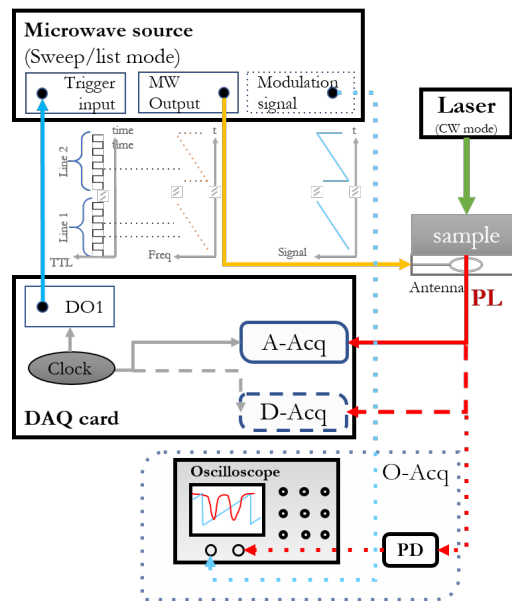 Microwave source
(Sweep/list mode)
Trigger
input
MW
Output
Modulation
signal
Laser
(CW mode)
time
time
t
t
Line 2
Line 1
TTL
Freq
Signal
sample
Antenna
PL
DO1
Clock
A-Acq
D-Acq
DAQ card
O-Acq
Oscilloscope
PD